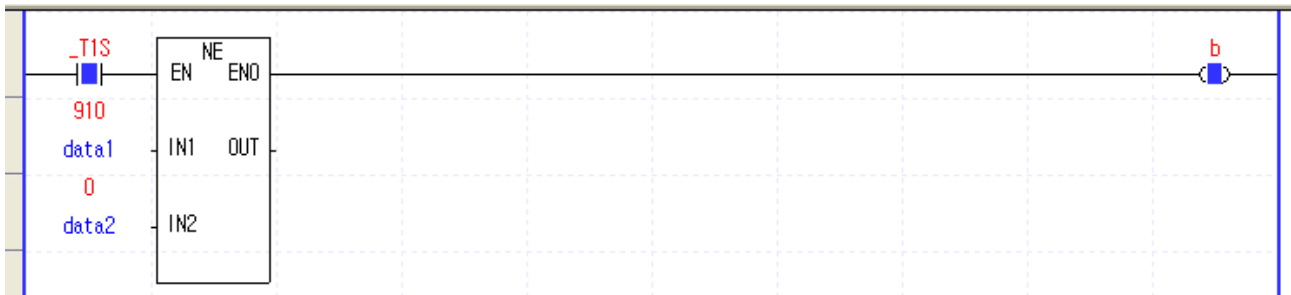 _T1S
NE
b
EN ENO
910
data1 IN1 OUT
0
data2 IN2